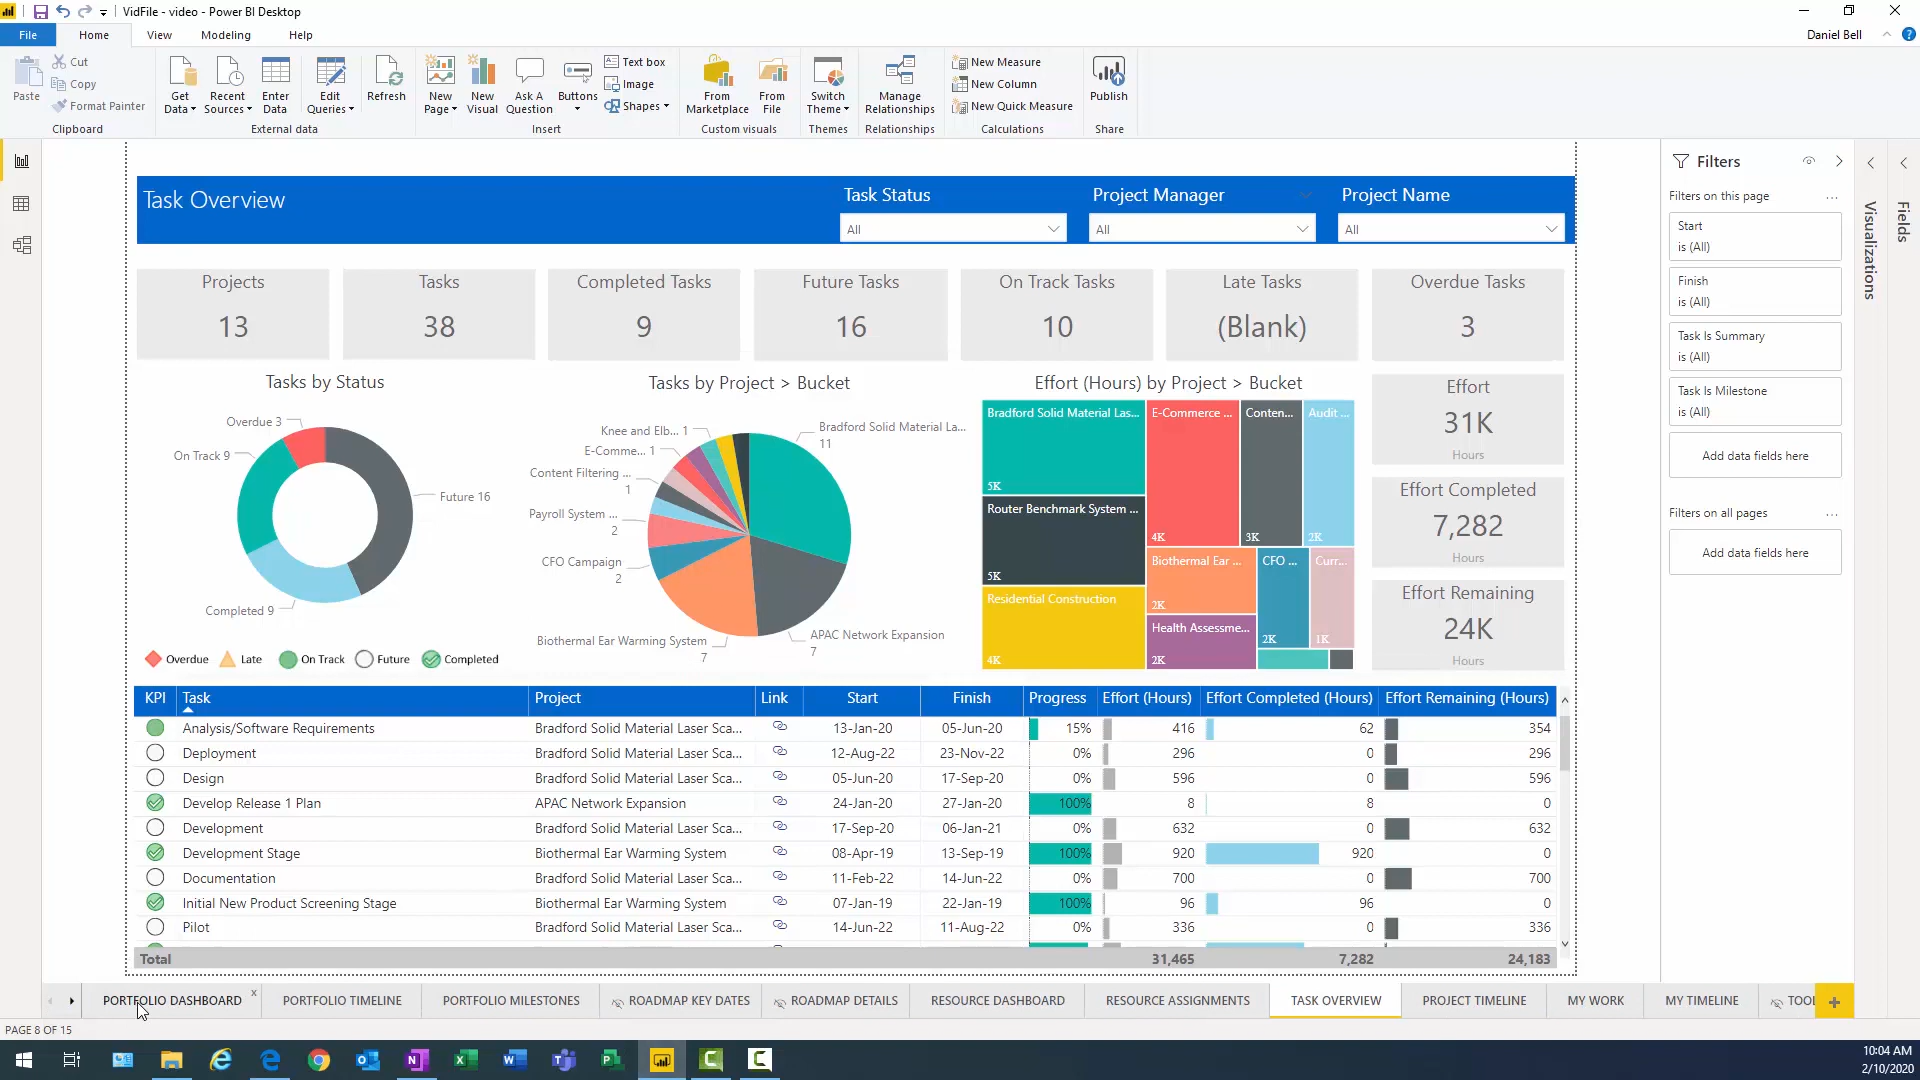 VidFile - video - Power BI Desktop
File Home View Modeling Help Daniel Bell
Paste Cut Copy Format Painter
Clipboard
Get Data Recent Sources Enter Data Edit Queries Refresh
External data
New Page New Visual Ask A Question Buttons Text box Image Shapes
Insert
From Marketplace From File
Custom visuals
Switch Theme
Themes
Manage Relationships
Relationships
New Measure
New Column
New Quick Measure
Calculations
Publish
Share
Task Overview
Task Status All
Project Manager All
Project Name All
Projects 13
Tasks 38
Completed Tasks 9
Future Tasks 16
On Track Tasks 10
Late Tasks (Blank)
Overdue Tasks 3
Tasks by Status
Overdue 3
On Track 9
Future 16
Completed 9
Overdue Late On Track Future Completed
Tasks by Project > Bucket
Knee and Elb... 1
E-Comme... 1
Content Filtering ... 1
Payroll System ... 2
CFO Campaign 2
Biothermal Ear Warming System 7
APAC Network Expansion 7
Bradford Solid Material La... 11
Effort (Hours) by Project > Bucket
Bradford Solid Material Las... 5K
Router Benchmark System ... 5K
Residential Construction 4K
E-Commerce ... 4K
Conten... 3K
Audit ... 2K
Biothermal Ear ... 2K
CFO ... 2K
Curr... 1K
Health Assessme... 2K
Effort
31K
Hours
Effort Completed
7,282
Hours
Effort Remaining
24K
Hours
KPI Task Project Link Start Finish Progress Effort (Hours) Effort Completed (Hours) Effort Remaining (Hours)
Analysis/Software Requirements Bradford Solid Material Laser Sca... 13-Jan-20 05-Jun-20 15% 416 62 354
Deployment Bradford Solid Material Laser Sca... 12-Aug-22 23-Nov-22 0% 296 0 296
Design Bradford Solid Material Laser Sca... 05-Jun-20 17-Sep-20 0% 596 0 596
Develop Release 1 Plan APAC Network Expansion 24-Jan-20 27-Jan-20 100% 8 8 0
Development Bradford Solid Material Laser Sca... 17-Sep-20 06-Jan-21 0% 632 0 632
Development Stage Biothermal Ear Warming System 08-Apr-19 13-Sep-19 100% 920 920 0
Documentation Bradford Solid Material Laser Sca... 11-Feb-22 14-Jun-22 0% 700 0 700
Initial New Product Screening Stage Biothermal Ear Warming System 07-Jan-19 22-Jan-19 100% 96 96 0
Pilot Bradford Solid Material Laser Sca... 14-Jun-22 11-Aug-22 0% 336 0 336
Total 31,465 7,282 24,183
Filters
Filters on this page ...
Start
is (All)
Finish
is (All)
Task Is Summary
is (All)
Task Is Milestone
is (All)
Add data fields here
Filters on all pages ...
Add data fields here
Visualizations
Fields
PORTFOLIO DASHBOARD x PORTFOLIO TIMELINE PORTFOLIO MILESTONES ROADMAP KEY DATES ROADMAP DETAILS RESOURCE DASHBOARD RESOURCE ASSIGNMENTS TASK OVERVIEW PROJECT TIMELINE MY WORK MY TIMELINE TOOL +
PAGE 8 OF 15
10:04 AM
2/10/2020